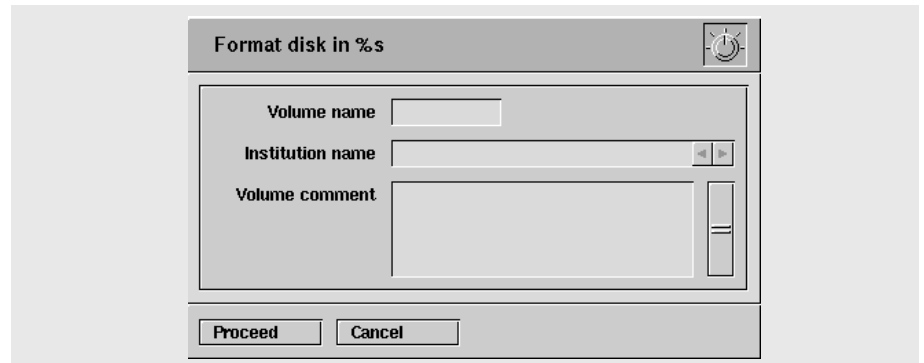 Format disk in %s
Volume name
Institution name
Volume comment
Proceed Cancel